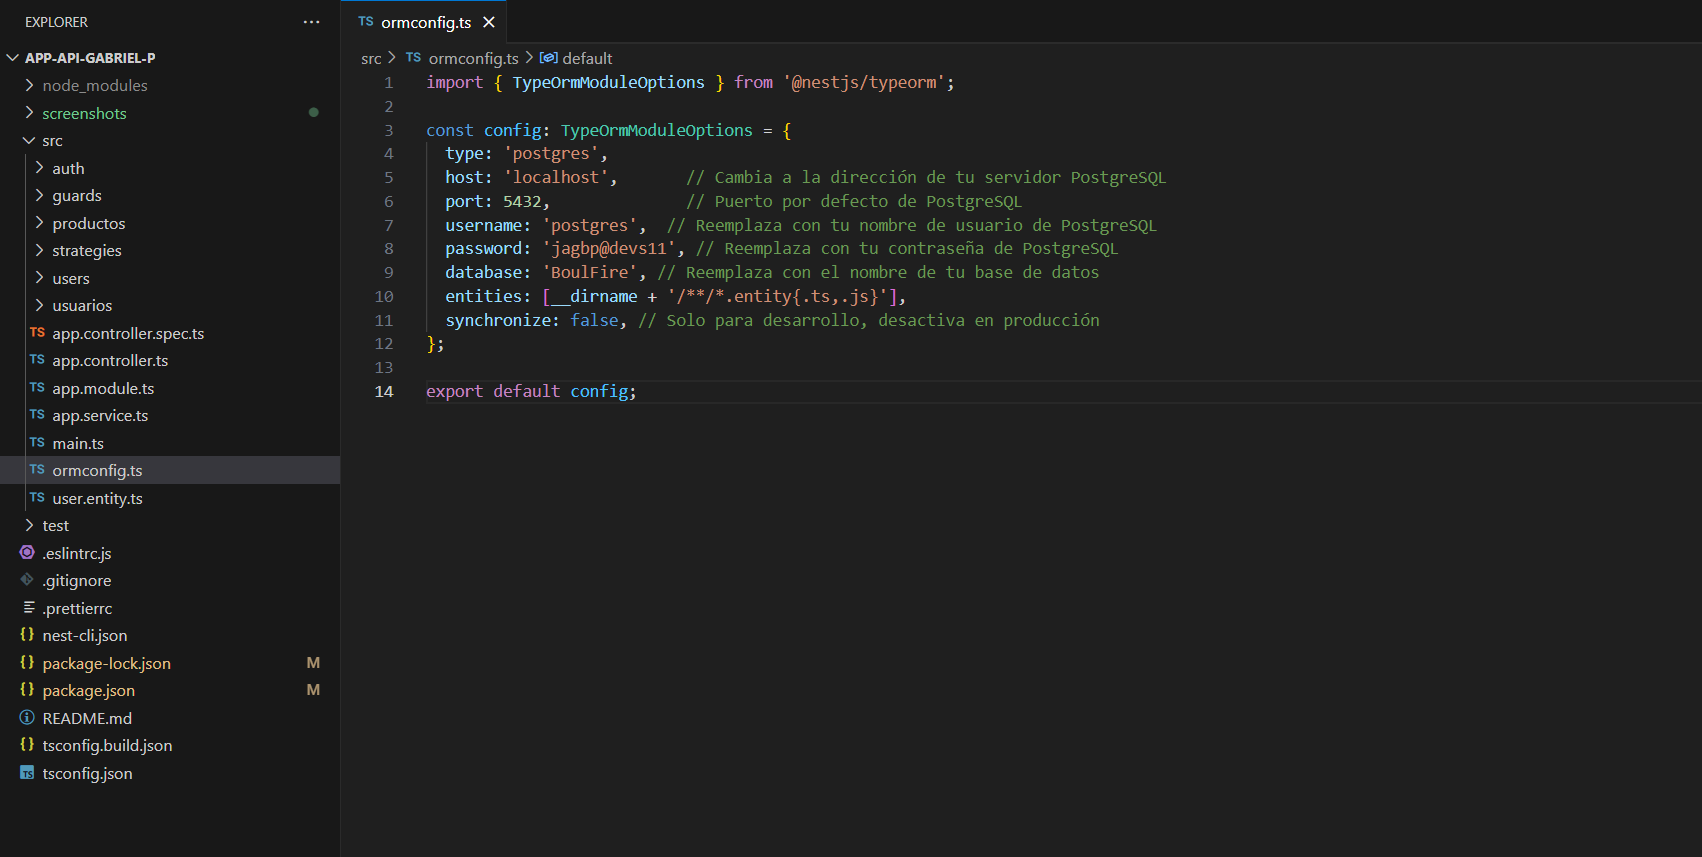 EXPLORER
APP-API-GABRIEL-P
node_modules
screenshots
src
auth
guards
productos
strategies
users
usuarios
TS app.controller.spec.ts
TS app.controller.ts
TS app.module.ts
TS app.service.ts
TS main.ts
TS ormconfig.ts
TS user.entity.ts
test
.eslintrc.js
.gitignore
.prettierrc
{} nest-cli.json
{} package-lock.json M
{} package.json M
README.md
{} tsconfig.build.json
TS tsconfig.json
TS ormconfig.ts
src > TS ormconfig.ts > default
1 import { TypeOrmModuleOptions } from '@nestjs/typeorm';
2
3 const config: TypeOrmModuleOptions = {
4 type: 'postgres',
5 host: 'localhost', // Cambia a la dirección de tu servidor PostgreSQL
6 port: 5432, // Puerto por defecto de PostgreSQL
7 username: 'postgres', // Reemplaza con tu nombre de usuario de PostgreSQL
8 password: 'jagbp@devs11', // Reemplaza con tu contraseña de PostgreSQL
9 database: 'BoulFire', // Reemplaza con el nombre de tu base de datos
10 entities: [__dirname + '/**/*.entity{.ts,.js}'],
11 synchronize: false, // Solo para desarrollo, desactiva en producción
12 };
13
14 export default config;